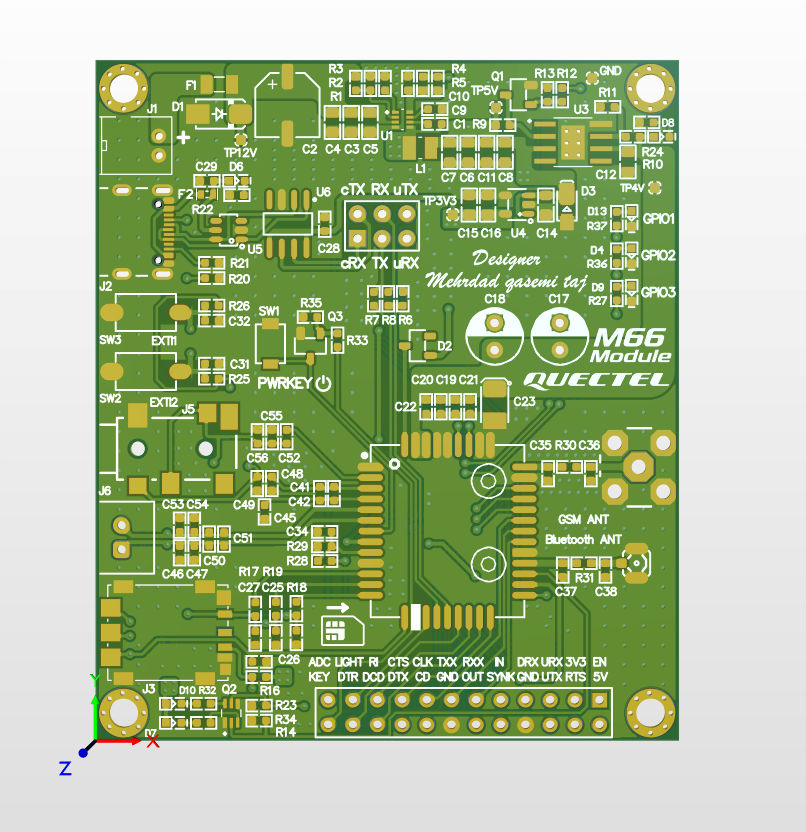 R3
R2
R1
R4
R5
C10
C9
C1
Q1
TP5V
R13 R12
GND
R11
U3
D8
R24
R10
C12
TP4V
F1
D1
J1
TP12V
C2
C4 C3 C5
U1
R9
L1
C7 C6 C11 C8
C29
D6
F2
R22
U6
U5
C28
cTX RX uTX
cRX TX uRX
TP3V3
C15 C16
U4
C14
D3
D13
R37
GPIO1
D4
R36
GPIO2
D9
R27
GPIO3
Designer
Mehrdad qasemi taj
R21
R20
J2
R26
C32
SW3
EXTI1
SW1
R35
Q3
R33
R7 R8 R6
D2
C18
C17
M66
Module
QUECTEL
C31
R25
SW2
EXTI2
PWRKEY
C20 C19 C21
C22
C23
J5
C55
C56
C52
J6
C48
C49
C45
C41
C42
C35 R30 C36
C53 C54
C51
C50
C46 C47
C34
R29
R28
GSM ANT
Bluetooth ANT
R31
C37
C38
R17 R19
C27 C25 R18
C26
R16
J3
D10 R32 Q2
R23
R34
R14
D7
ADC LIGHT RI CTS CLK TXX RXX IN DRX URX 3V3 EN
KEY DTR DCD DTX CD GND OUT SYNK GND UTX RTS 5V
Y
X
Z